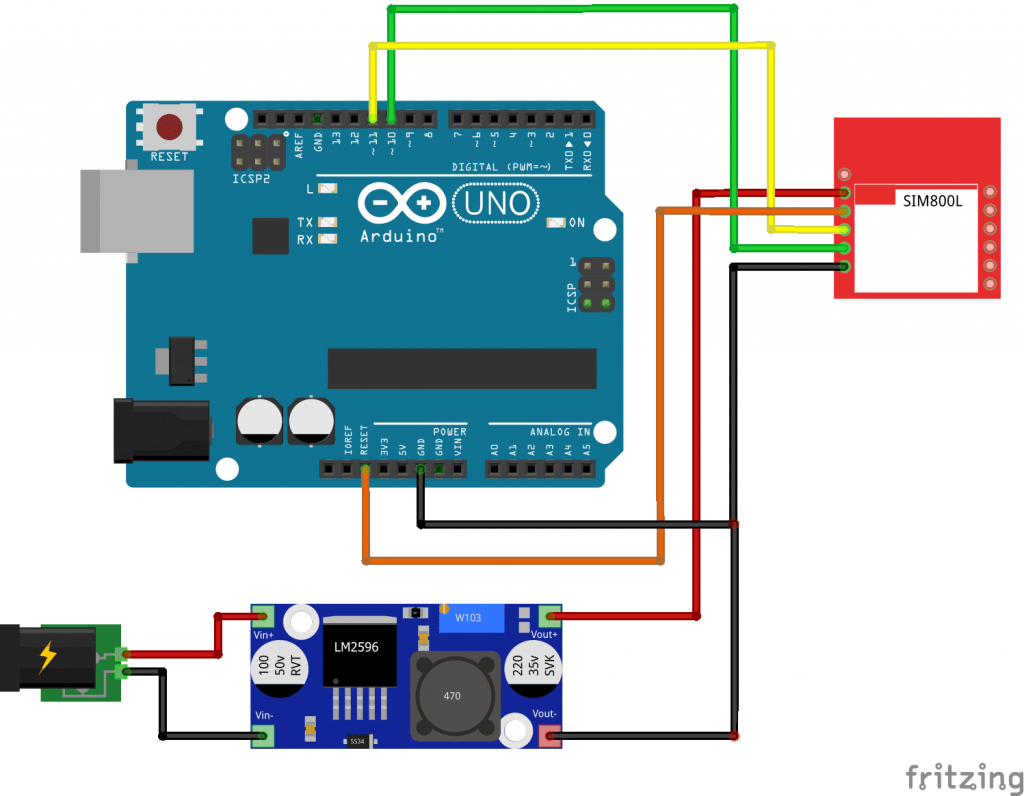 RESET
ICSP2
AREF
GND
13
12
~11
~10
~9
8
7
~6
~5
4
~3
2
TX0▶1
RX0◀0
DIGITAL (PWM=~)
L
TX
RX
UNO
ON
Arduino™
1
ICSP
SIM800L
IOREF
RESET
3V3
5V
GND
GND
VIN
POWER
ANALOG IN
A0
A1
A2
A3
A4
A5
Vin+
Vin-
100
50v
RVT
LM2596
W103
470
SS34
Vout+
220
35v
SVK
Vout-
fritzing